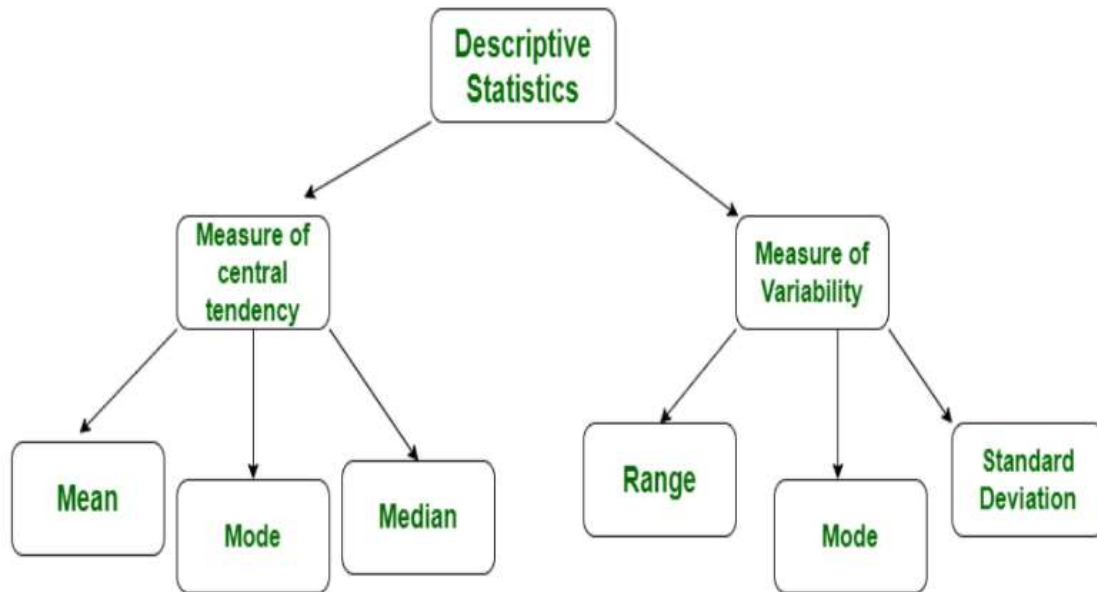 Descriptive
Statistics
Measure of
central
tendency
Measure of
Variability
Mean
Mode
Median
Range
Mode
Standard
Deviation